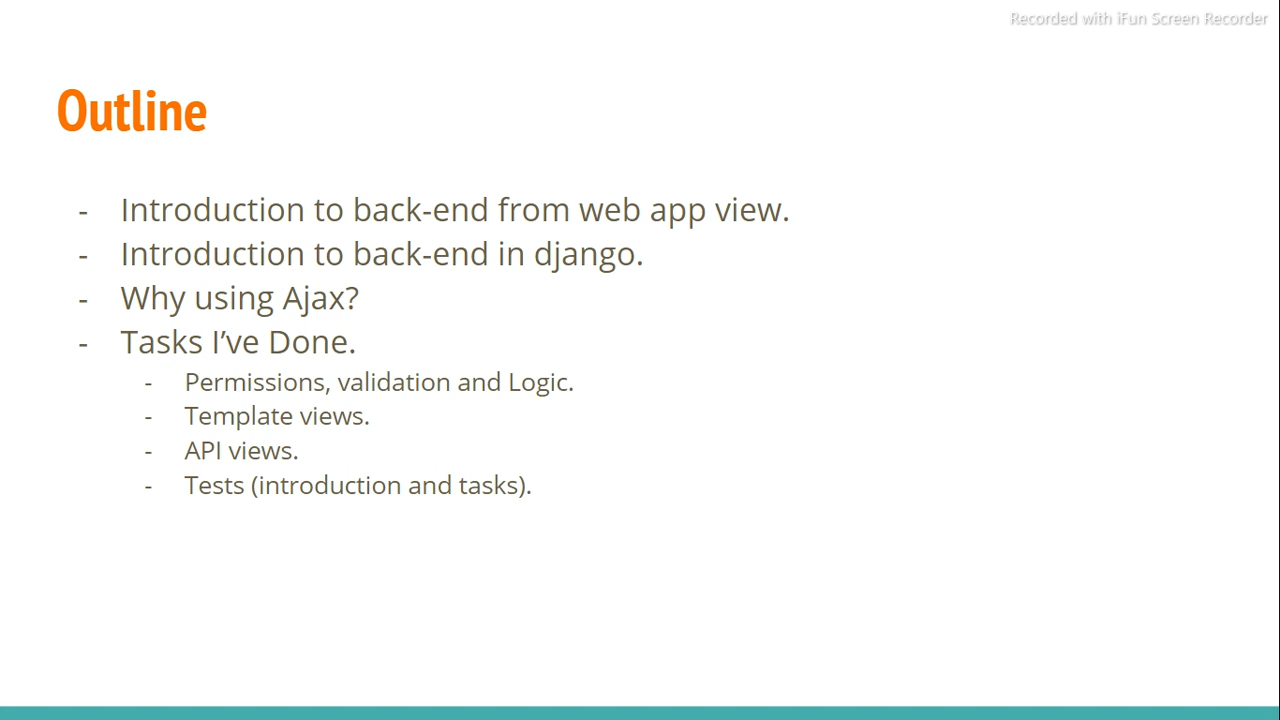 Recorded with iFun Screen Recorder
Outline
- Introduction to back-end from web app view.
- Introduction to back-end in django.
- Why using Ajax?
- Tasks I’ve Done.
- Permissions, validation and Logic.
- Template views.
- API views.
- Tests (introduction and tasks).